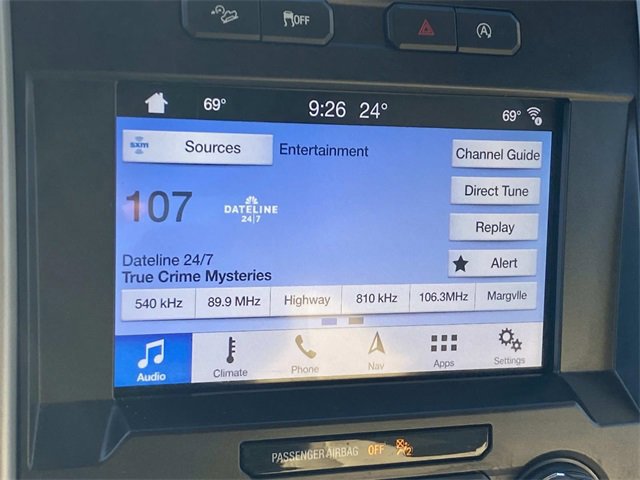 OFF
A
69° 9:26 24° 69°
sxm Sources Entertainment Channel Guide
Direct Tune
107 DATELINE
24|7
Replay
Dateline 24/7 Alert
True Crime Mysteries
540 kHz 89.9 MHz Highway 810 kHz 106.3MHz Margvlle
Audio Climate Phone Nav Apps Settings
PASSENGER AIRBAG OFF 2